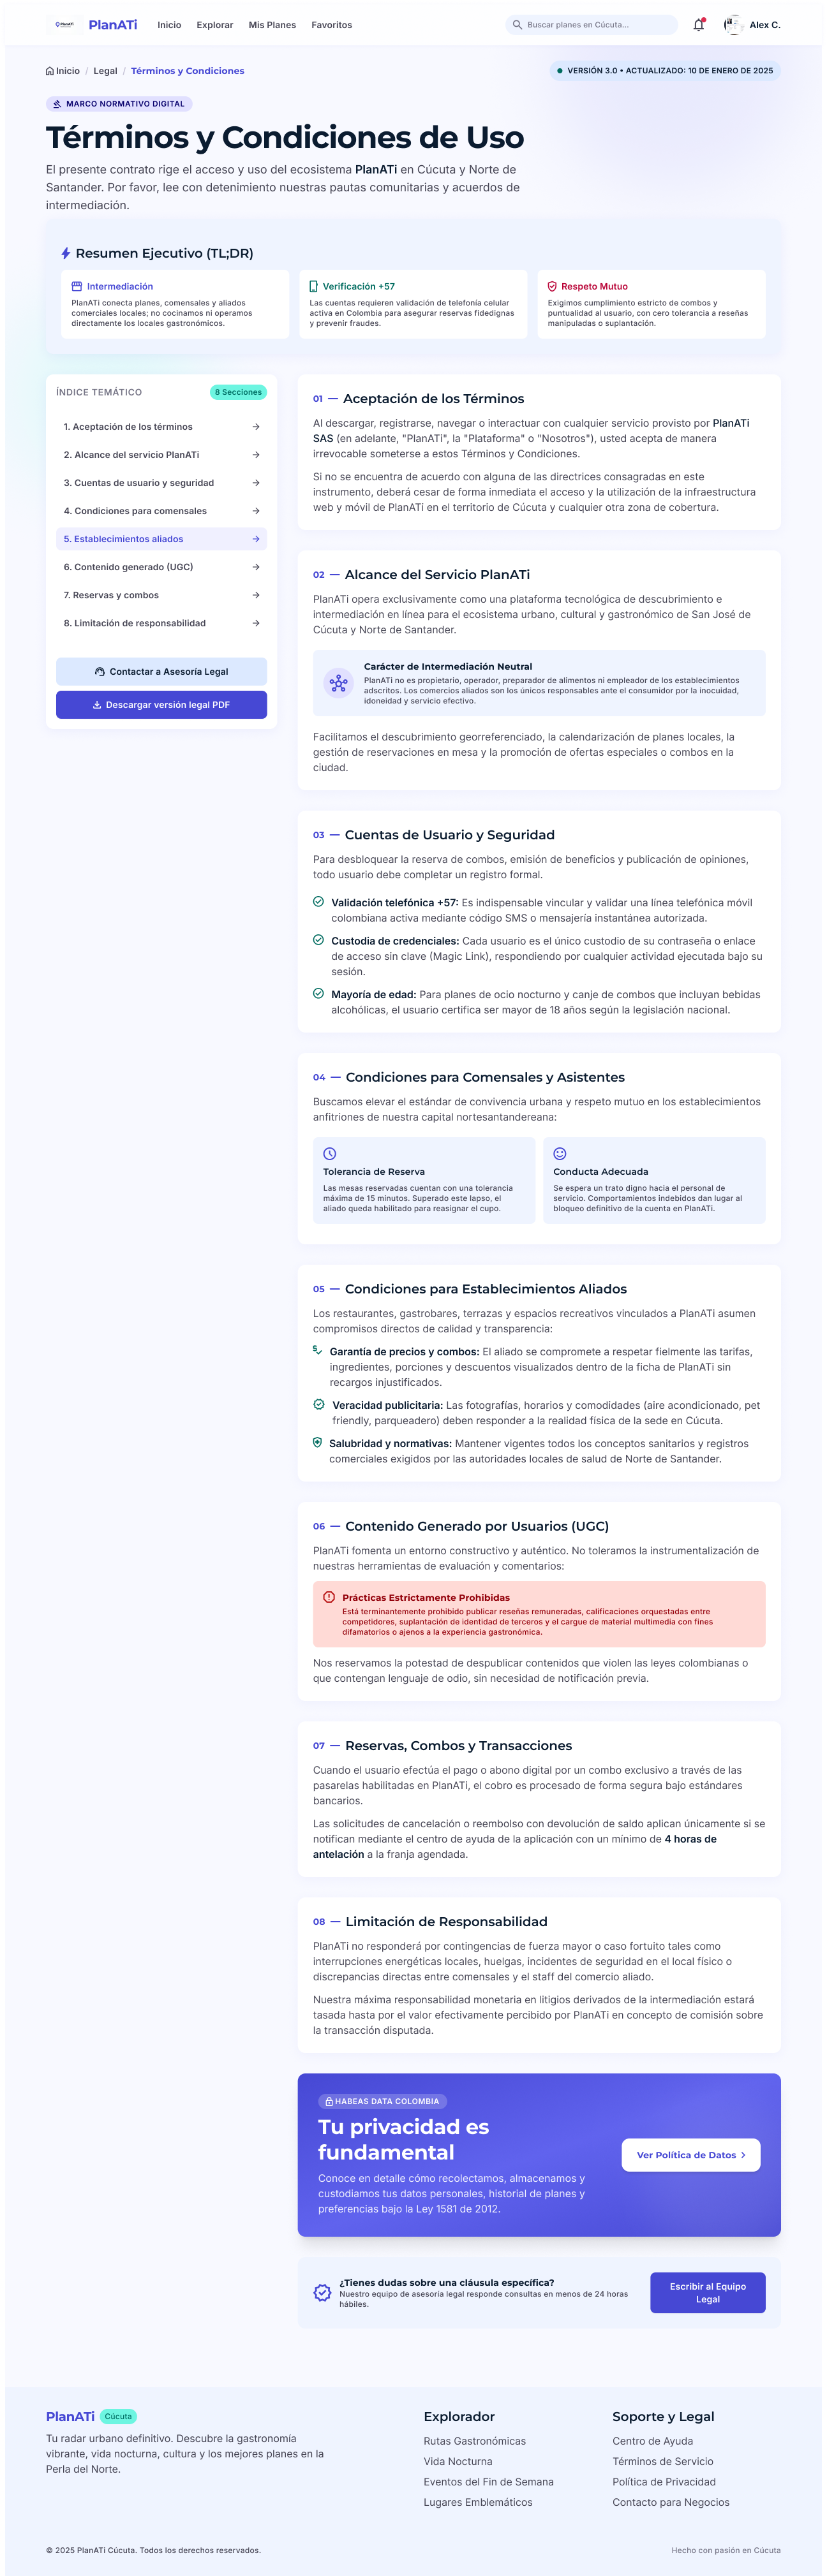 PlanATi
PlanATi
Inicio
Explorar
Mis Planes
Favoritos
Buscar planes en Cúcuta...
Alex C.
Inicio / Legal / Términos y Condiciones
VERSIÓN 3.0 • ACTUALIZADO: 10 DE ENERO DE 2025
MARCO NORMATIVO DIGITAL
Términos y Condiciones de Uso
El presente contrato rige el acceso y uso del ecosistema PlanATi en Cúcuta y Norte de
Santander. Por favor, lee con detenimiento nuestras pautas comunitarias y acuerdos de
intermediación.
Resumen Ejecutivo (TL;DR)
Intermediación
PlanATi conecta planes, comensales y aliados
comerciales locales; no cocinamos ni operamos
directamente los locales gastronómicos.
Verificación +57
Las cuentas requieren validación de telefonía celular
activa en Colombia para asegurar reservas fidedignas
y prevenir fraudes.
Respeto Mutuo
Exigimos cumplimiento estricto de combos y
puntualidad al usuario, con cero tolerancia a reseñas
manipuladas o suplantación.
ÍNDICE TEMÁTICO
8 Secciones
1. Aceptación de los términos
2. Alcance del servicio PlanATi
3. Cuentas de usuario y seguridad
4. Condiciones para comensales
5. Establecimientos aliados
6. Contenido generado (UGC)
7. Reservas y combos
8. Limitación de responsabilidad
Contactar a Asesoría Legal
Descargar versión legal PDF
01 — Aceptación de los Términos
Al descargar, registrarse, navegar o interactuar con cualquier servicio provisto por PlanATi
SAS (en adelante, "PlanATi", la "Plataforma" o "Nosotros"), usted acepta de manera
irrevocable someterse a estos Términos y Condiciones.
Si no se encuentra de acuerdo con alguna de las directrices consagradas en este
instrumento, deberá cesar de forma inmediata el acceso y la utilización de la infraestructura
web y móvil de PlanATi en el territorio de Cúcuta y cualquier otra zona de cobertura.
02 — Alcance del Servicio PlanATi
PlanATi opera exclusivamente como una plataforma tecnológica de descubrimiento e
intermediación en línea para el ecosistema urbano, cultural y gastronómico de San José de
Cúcuta y Norte de Santander.
Carácter de Intermediación Neutral
PlanATi no es propietario, operador, preparador de alimentos ni empleador de los establecimientos
adscritos. Los comercios aliados son los únicos responsables ante el consumidor por la inocuidad,
idoneidad y servicio efectivo.
Facilitamos el descubrimiento georreferenciado, la calendarización de planes locales, la
gestión de reservaciones en mesa y la promoción de ofertas especiales o combos en la
ciudad.
03 — Cuentas de Usuario y Seguridad
Para desbloquear la reserva de combos, emisión de beneficios y publicación de opiniones,
todo usuario debe completar un registro formal.
Validación telefónica +57: Es indispensable vincular y validar una línea telefónica móvil
colombiana activa mediante código SMS o mensajería instantánea autorizada.
Custodia de credenciales: Cada usuario es el único custodio de su contraseña o enlace
de acceso sin clave (Magic Link), respondiendo por cualquier actividad ejecutada bajo su
sesión.
Mayoría de edad: Para planes de ocio nocturno y canje de combos que incluyan bebidas
alcohólicas, el usuario certifica ser mayor de 18 años según la legislación nacional.
04 — Condiciones para Comensales y Asistentes
Buscamos elevar el estándar de convivencia urbana y respeto mutuo en los establecimientos
anfitriones de nuestra capital nortesantandereana:
Tolerancia de Reserva
Las mesas reservadas cuentan con una tolerancia
máxima de 15 minutos. Superado este lapso, el
aliado queda habilitado para reasignar el cupo.
Conducta Adecuada
Se espera un trato digno hacia el personal de
servicio. Comportamientos indebidos dan lugar al
bloqueo definitivo de la cuenta en PlanATi.
05 — Condiciones para Establecimientos Aliados
Los restaurantes, gastrobares, terrazas y espacios recreativos vinculados a PlanATi asumen
compromisos directos de calidad y transparencia:
Garantía de precios y combos: El aliado se compromete a respetar fielmente las tarifas,
ingredientes, porciones y descuentos visualizados dentro de la ficha de PlanATi sin
recargos injustificados.
Veracidad publicitaria: Las fotografías, horarios y comodidades (aire acondicionado, pet
friendly, parqueadero) deben responder a la realidad física de la sede en Cúcuta.
Salubridad y normativas: Mantener vigentes todos los conceptos sanitarios y registros
comerciales exigidos por las autoridades locales de salud de Norte de Santander.
06 — Contenido Generado por Usuarios (UGC)
PlanATi fomenta un entorno constructivo y auténtico. No toleramos la instrumentalización de
nuestras herramientas de evaluación y comentarios:
Prácticas Estrictamente Prohibidas
Está terminantemente prohibido publicar reseñas remuneradas, calificaciones orquestadas entre
competidores, suplantación de identidad de terceros y el cargue de material multimedia con fines
difamatorios o ajenos a la experiencia gastronómica.
Nos reservamos la potestad de despublicar contenidos que violen las leyes colombianas o
que contengan lenguaje de odio, sin necesidad de notificación previa.
07 — Reservas, Combos y Transacciones
Cuando el usuario efectúa el pago o abono digital por un combo exclusivo a través de las
pasarelas habilitadas en PlanATi, el cobro es procesado de forma segura bajo estándares
bancarios.
Las solicitudes de cancelación o reembolso con devolución de saldo aplican únicamente si se
notifican mediante el centro de ayuda de la aplicación con un mínimo de 4 horas de
antelación a la franja agendada.
08 — Limitación de Responsabilidad
PlanATi no responderá por contingencias de fuerza mayor o caso fortuito tales como
interrupciones energéticas locales, huelgas, incidentes de seguridad en el local físico o
discrepancias directas entre comensales y el staff del comercio aliado.
Nuestra máxima responsabilidad monetaria en litigios derivados de la intermediación estará
tasada hasta por el valor efectivamente percibido por PlanATi en concepto de comisión sobre
la transacción disputada.
HABEAS DATA COLOMBIA
Tu privacidad es
fundamental
Conoce en detalle cómo recolectamos, almacenamos y
custodiamos tus datos personales, historial de planes y
preferencias bajo la Ley 1581 de 2012.
Ver Política de Datos
¿Tienes dudas sobre una cláusula específica?
Nuestro equipo de asesoría legal responde consultas en menos de 24 horas
hábiles.
Escribir al Equipo
Legal
PlanATi
Cúcuta
Tu radar urbano definitivo. Descubre la gastronomía
vibrante, vida nocturna, cultura y los mejores planes en la
Perla del Norte.
Explorador
Rutas Gastronómicas
Vida Nocturna
Eventos del Fin de Semana
Lugares Emblemáticos
Soporte y Legal
Centro de Ayuda
Términos de Servicio
Política de Privacidad
Contacto para Negocios
© 2025 PlanATi Cúcuta. Todos los derechos reservados.
Hecho con pasión en Cúcuta